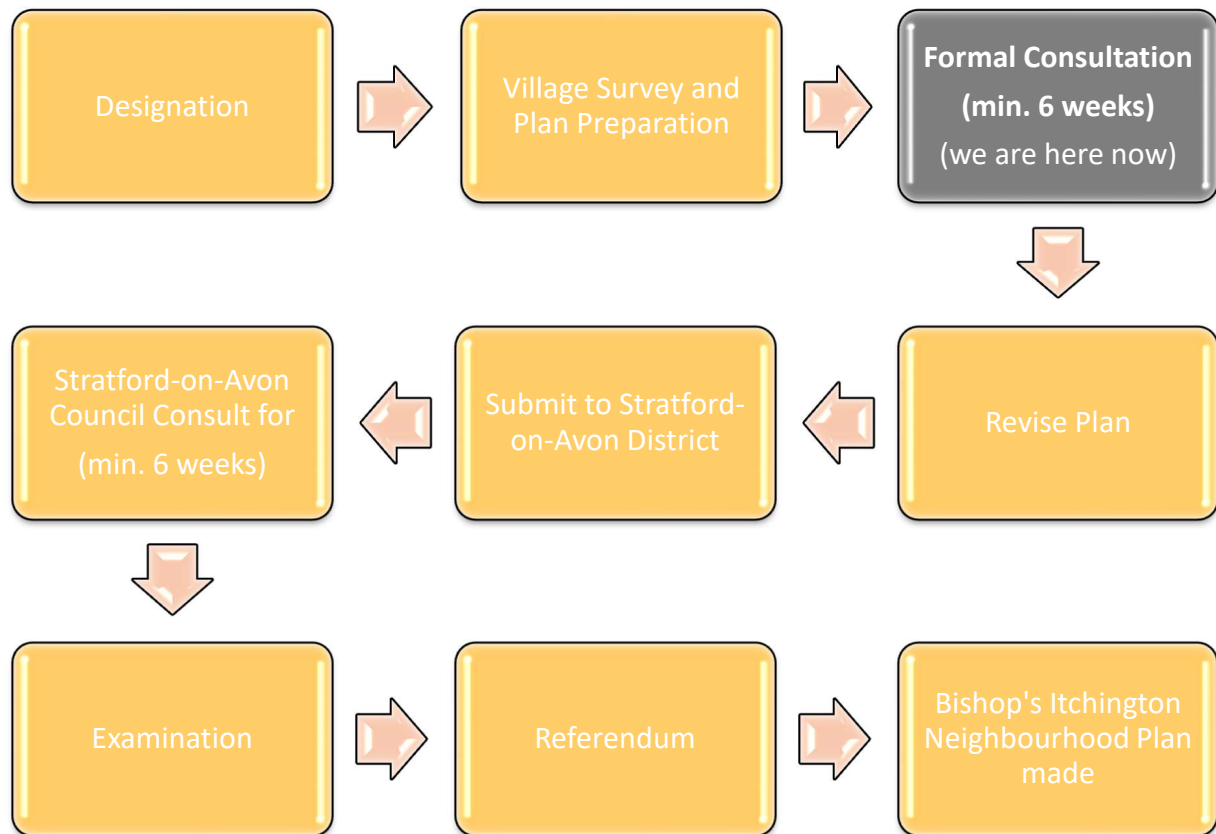 Designation
Village Survey and
Plan Preparation
Formal Consultation
(min. 6 weeks)
(we are here now)
Revise Plan
Submit to Stratford-
on-Avon District
Stratford-on-Avon
Council Consult for
(min. 6 weeks)
Examination
Referendum
Bishop's Itchington
Neighbourhood Plan
made